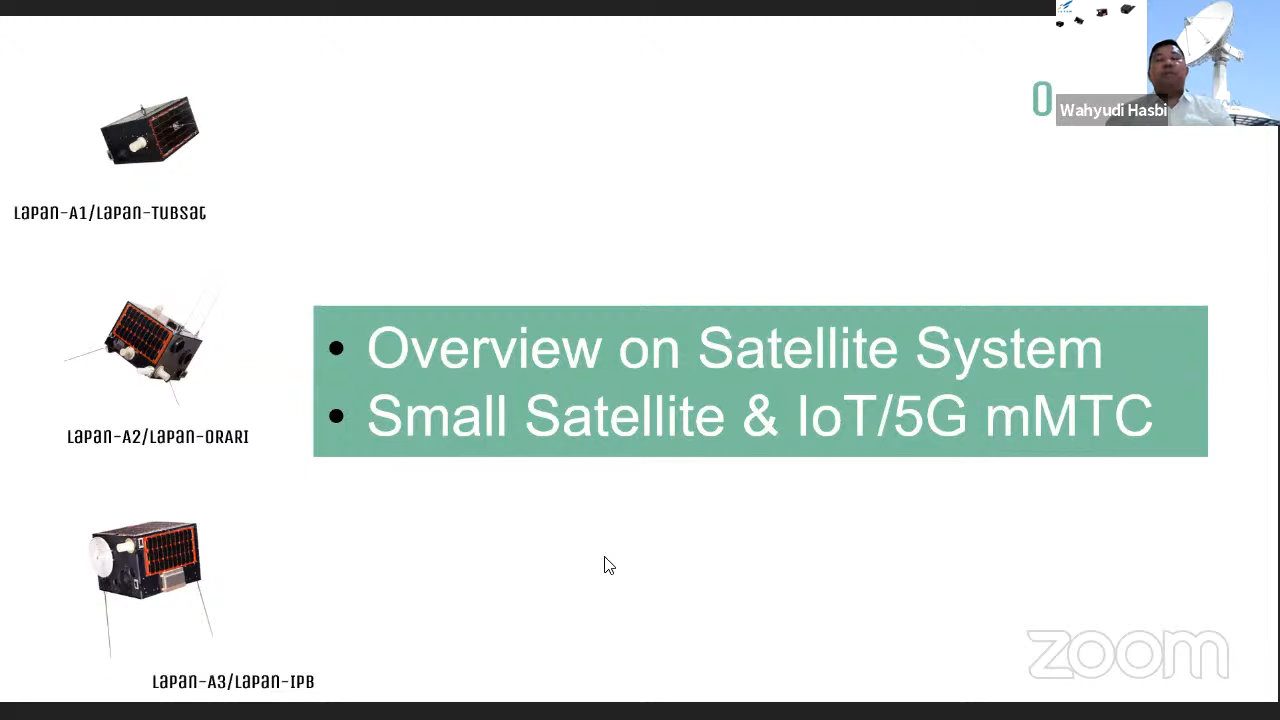 0
Wahyudi Hasbi
Lapan-A1/Lapan-TUBSat
• Overview on Satellite System
• Small Satellite & IoT/5G mMTC
Lapan-A2/Lapan-ORARI
Lapan-A3/Lapan-IPB
zoom